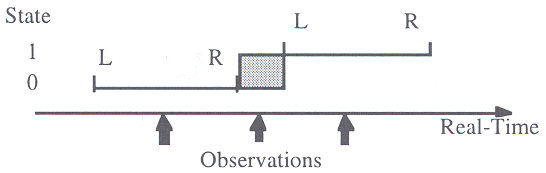 State
L R
1
L R
0
Real-Time
Observations